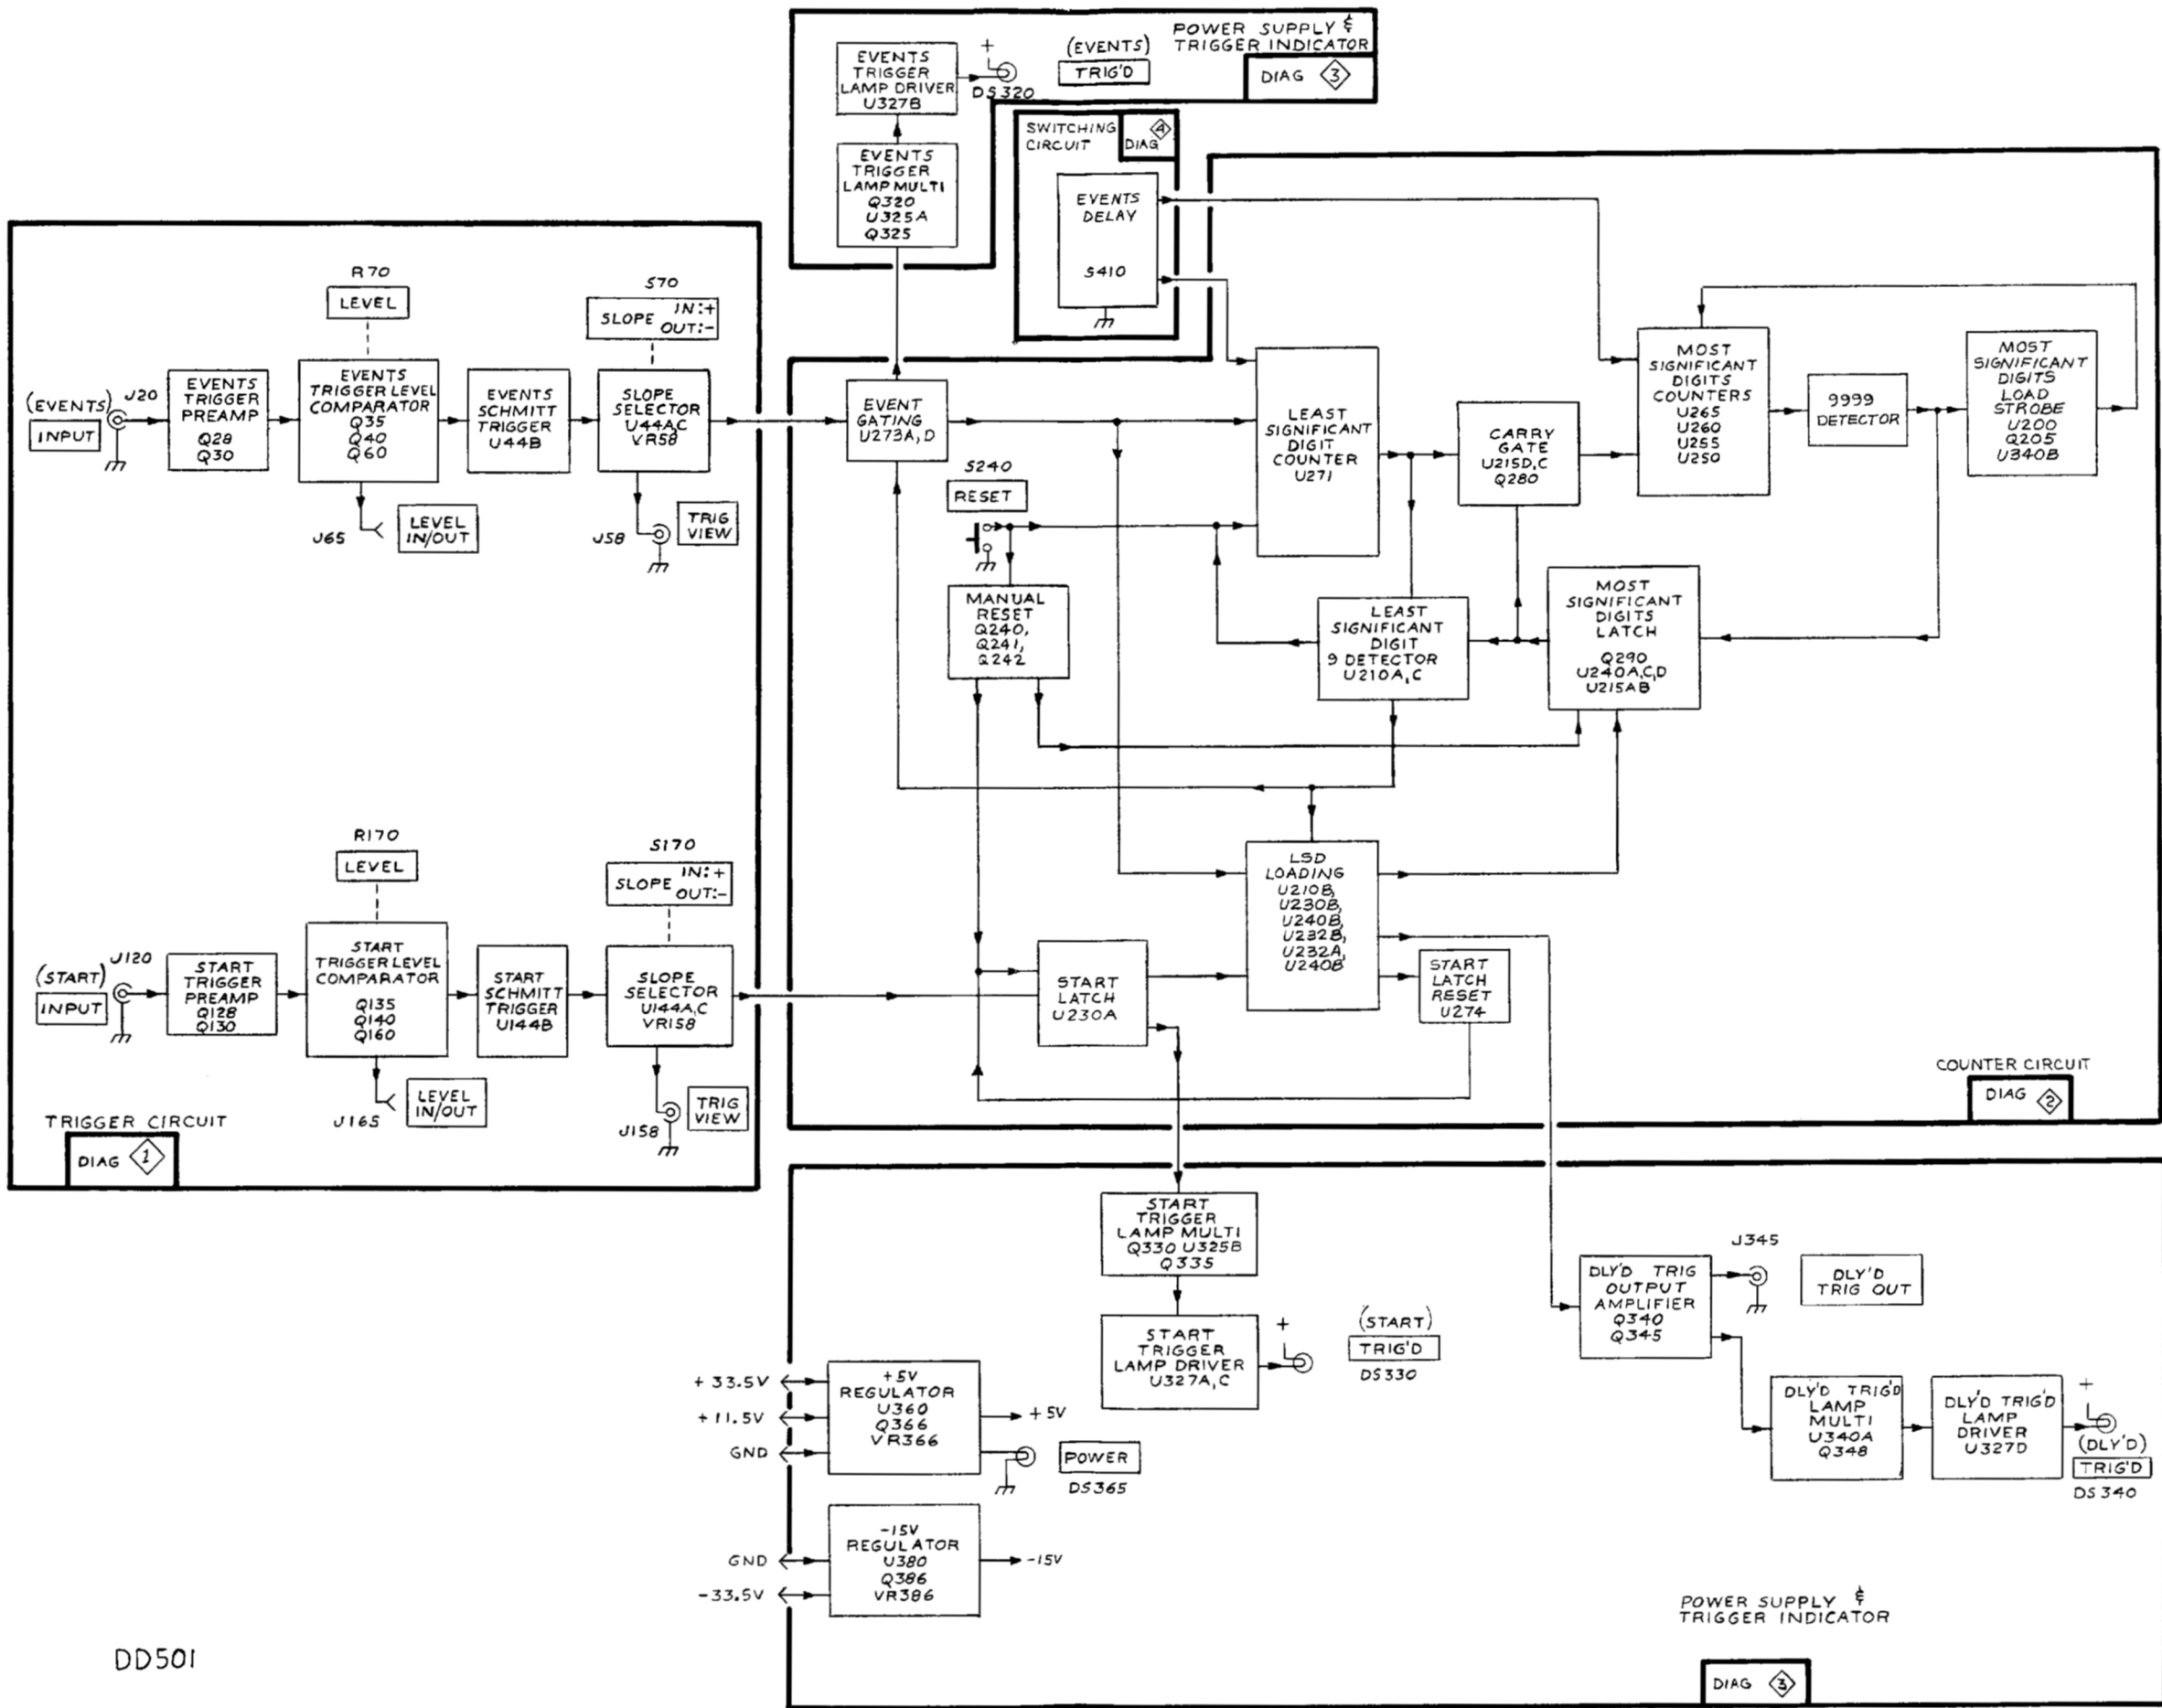 POWER SUPPLY &
TRIGGER INDICATOR
DIAG 3
EVENTS
TRIGGER
LAMP DRIVER
U327B
+
DS320
(EVENTS)
TRIG'D
EVENTS
TRIGGER
LAMP MULTI
Q320
U325A
Q325
SWITCHING
CIRCUIT
DIAG 4
EVENTS
DELAY
S410
R70
LEVEL
S70
SLOPE IN:+
OUT:-
(EVENTS)
INPUT
J20
EVENTS
TRIGGER
PREAMP
Q28
Q30
EVENTS
TRIGGER LEVEL
COMPARATOR
Q35
Q40
Q60
EVENTS
SCHMITT
TRIGGER
U44B
SLOPE
SELECTOR
U44A,C
VR58
J65
LEVEL
IN/OUT
J58
TRIG
VIEW
EVENT
GATING
U273A,D
S240
RESET
LEAST
SIGNIFICANT
DIGIT
COUNTER
U271
CARRY
GATE
U215D,C
Q280
MOST
SIGNIFICANT
DIGITS
COUNTERS
U265
U260
U255
U250
9999
DETECTOR
MOST
SIGNIFICANT
DIGITS
LOAD
STROBE
U200
Q205
U340B
MANUAL
RESET
Q240,
Q241,
Q242
LEAST
SIGNIFICANT
DIGIT
9 DETECTOR
U210A,C
MOST
SIGNIFICANT
DIGITS
LATCH
Q290
U240A,C,D
U215AB
R170
LEVEL
S170
SLOPE IN:+
OUT:-
(START)
INPUT
J120
START
TRIGGER
PREAMP
Q128
Q130
START
TRIGGER LEVEL
COMPARATOR
Q135
Q140
Q160
START
SCHMITT
TRIGGER
U144B
SLOPE
SELECTOR
U144A,C
VR158
J165
LEVEL
IN/OUT
J158
TRIG
VIEW
TRIGGER CIRCUIT
DIAG 1
START
LATCH
U230A
LSD
LOADING
U210B,
U230B,
U240B,
U232B,
U232A,
U240B
START
LATCH
RESET
U274
COUNTER CIRCUIT
DIAG 2
START
TRIGGER
LAMP MULTI
Q330 U325B
Q335
START
TRIGGER
LAMP DRIVER
U327A,C
+
(START)
TRIG'D
DS330
DLY'D TRIG
OUTPUT
AMPLIFIER
Q340
Q345
J345
DLY'D
TRIG OUT
DLY'D TRIG'D
LAMP
MULTI
U340A
Q348
DLY'D TRIG'D
LAMP
DRIVER
U327D
+
(DLY'D)
TRIG'D
DS340
+33.5V
+11.5V
GND
+5V
REGULATOR
U360
Q366
VR366
+5V
POWER
DS365
GND
-33.5V
-15V
REGULATOR
U380
Q386
VR386
-15V
POWER SUPPLY &
TRIGGER INDICATOR
DIAG 3
DD501